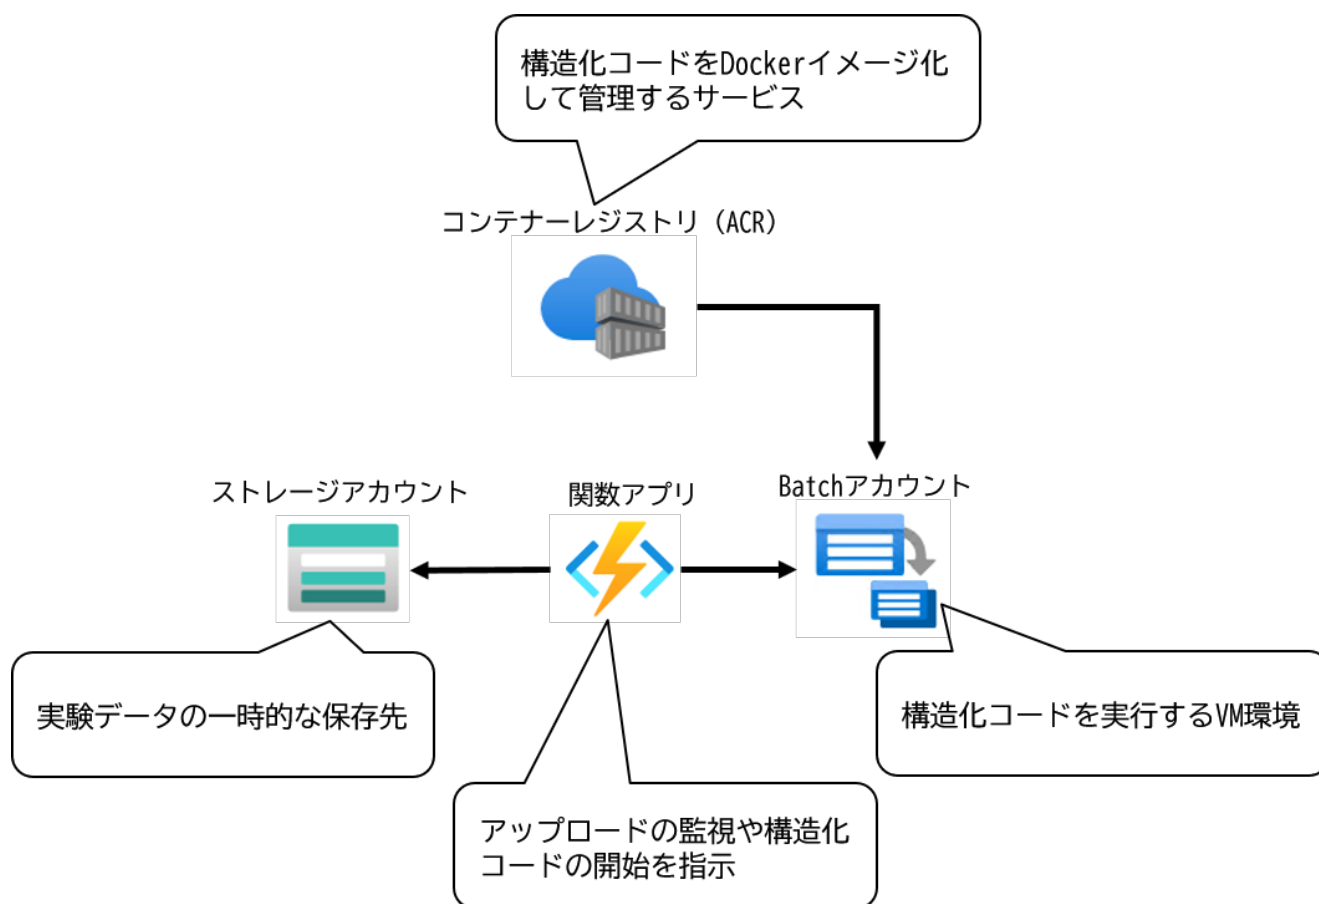 構造化コードをDockerイメージ化
して管理するサービス
コンテナーレジストリ（ACR）
ストレージアカウント
関数アプリ
Batchアカウント
実験データの一時的な保存先
構造化コードを実行するVM環境
アップロードの監視や構造化
コードの開始を指示